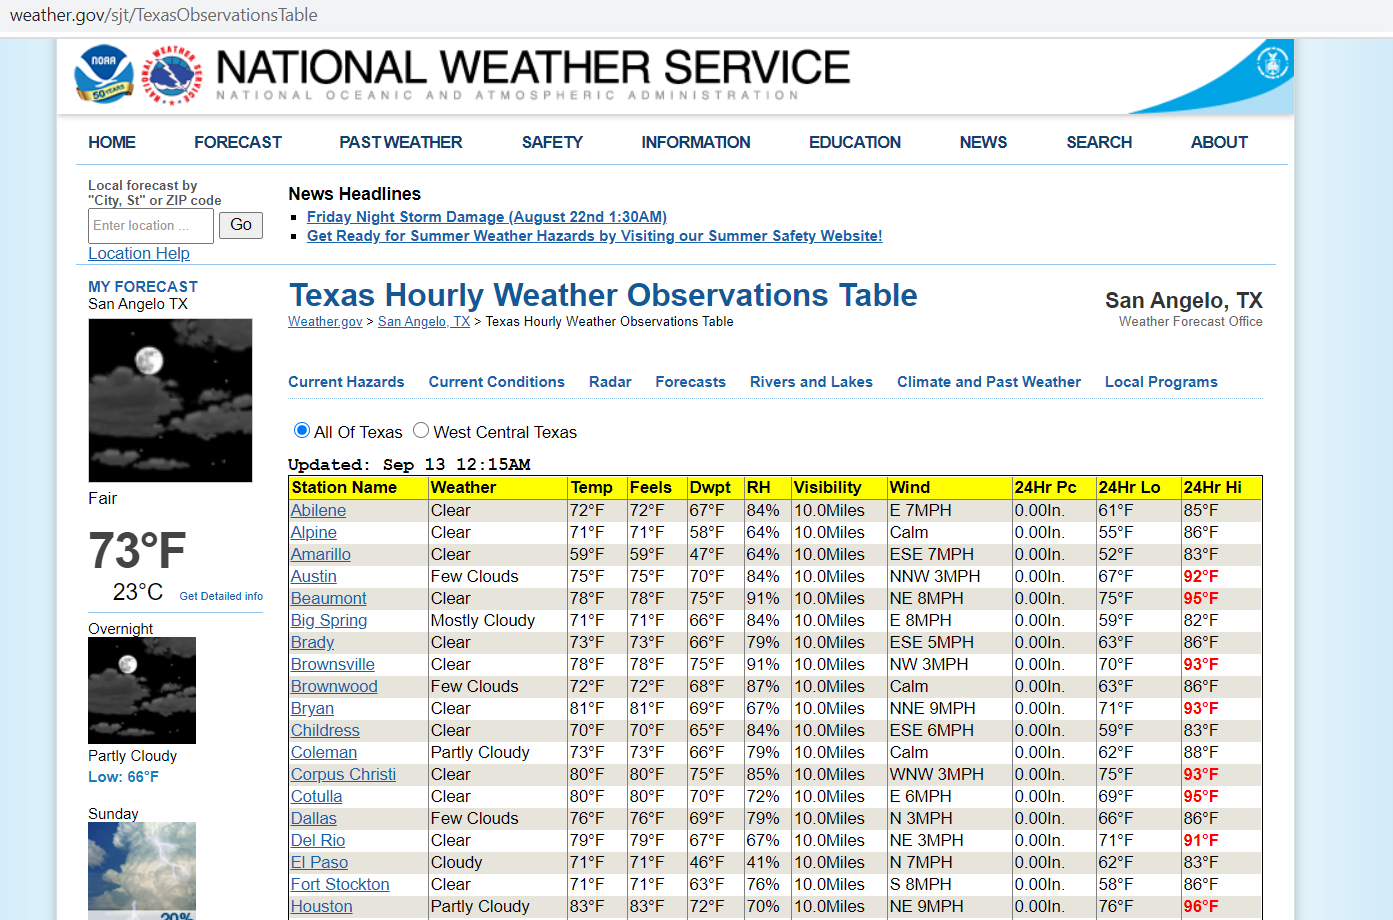 weather.gov/sjt/TexasObservationsTable
NOAA
50 YEARS
NATIONAL WEATHER SERVICE
NATIONAL WEATHER SERVICE
NATIONAL OCEANIC AND ATMOSPHERIC ADMINISTRATION
HOME FORECAST PAST WEATHER SAFETY INFORMATION EDUCATION NEWS SEARCH ABOUT
Local forecast by
"City, St" or ZIP code
Enter location ... Go
Location Help
News Headlines
Friday Night Storm Damage (August 22nd 1:30AM)
Get Ready for Summer Weather Hazards by Visiting our Summer Safety Website!
MY FORECAST
San Angelo TX
Fair
73°F
23°C Get Detailed info
Overnight
Partly Cloudy
Low: 66°F
Sunday
20%
Texas Hourly Weather Observations Table
Weather.gov > San Angelo, TX > Texas Hourly Weather Observations Table
San Angelo, TX
Weather Forecast Office
Current Hazards Current Conditions Radar Forecasts Rivers and Lakes Climate and Past Weather Local Programs
All Of Texas West Central Texas
Updated: Sep 13 12:15AM
Station Name Weather Temp Feels Dwpt RH Visibility Wind 24Hr Pc 24Hr Lo 24Hr Hi
Abilene Clear 72°F 72°F 67°F 84% 10.0Miles E 7MPH 0.00In. 61°F 85°F
Alpine Clear 71°F 71°F 58°F 64% 10.0Miles Calm 0.00In. 55°F 86°F
Amarillo Clear 59°F 59°F 47°F 64% 10.0Miles ESE 7MPH 0.00In. 52°F 83°F
Austin Few Clouds 75°F 75°F 70°F 84% 10.0Miles NNW 3MPH 0.00In. 67°F 92°F
Beaumont Clear 78°F 78°F 75°F 91% 10.0Miles NE 8MPH 0.00In. 75°F 95°F
Big Spring Mostly Cloudy 71°F 71°F 66°F 84% 10.0Miles E 8MPH 0.00In. 59°F 82°F
Brady Clear 73°F 73°F 66°F 79% 10.0Miles ESE 5MPH 0.00In. 63°F 86°F
Brownsville Clear 78°F 78°F 75°F 91% 10.0Miles NW 3MPH 0.00In. 70°F 93°F
Brownwood Few Clouds 72°F 72°F 68°F 87% 10.0Miles Calm 0.00In. 63°F 86°F
Bryan Clear 81°F 81°F 69°F 67% 10.0Miles NNE 9MPH 0.00In. 71°F 93°F
Childress Clear 70°F 70°F 65°F 84% 10.0Miles ESE 6MPH 0.00In. 59°F 83°F
Coleman Partly Cloudy 73°F 73°F 66°F 79% 10.0Miles Calm 0.00In. 62°F 88°F
Corpus Christi Clear 80°F 80°F 75°F 85% 10.0Miles WNW 3MPH 0.00In. 75°F 93°F
Cotulla Clear 80°F 80°F 70°F 72% 10.0Miles E 6MPH 0.00In. 69°F 95°F
Dallas Few Clouds 76°F 76°F 69°F 79% 10.0Miles N 3MPH 0.00In. 66°F 86°F
Del Rio Clear 79°F 79°F 67°F 67% 10.0Miles NE 3MPH 0.00In. 71°F 91°F
El Paso Cloudy 71°F 71°F 46°F 41% 10.0Miles N 7MPH 0.00In. 62°F 83°F
Fort Stockton Clear 71°F 71°F 63°F 76% 10.0Miles S 8MPH 0.00In. 58°F 86°F
Houston Partly Cloudy 83°F 83°F 72°F 70% 10.0Miles NE 9MPH 0.00In. 76°F 96°F